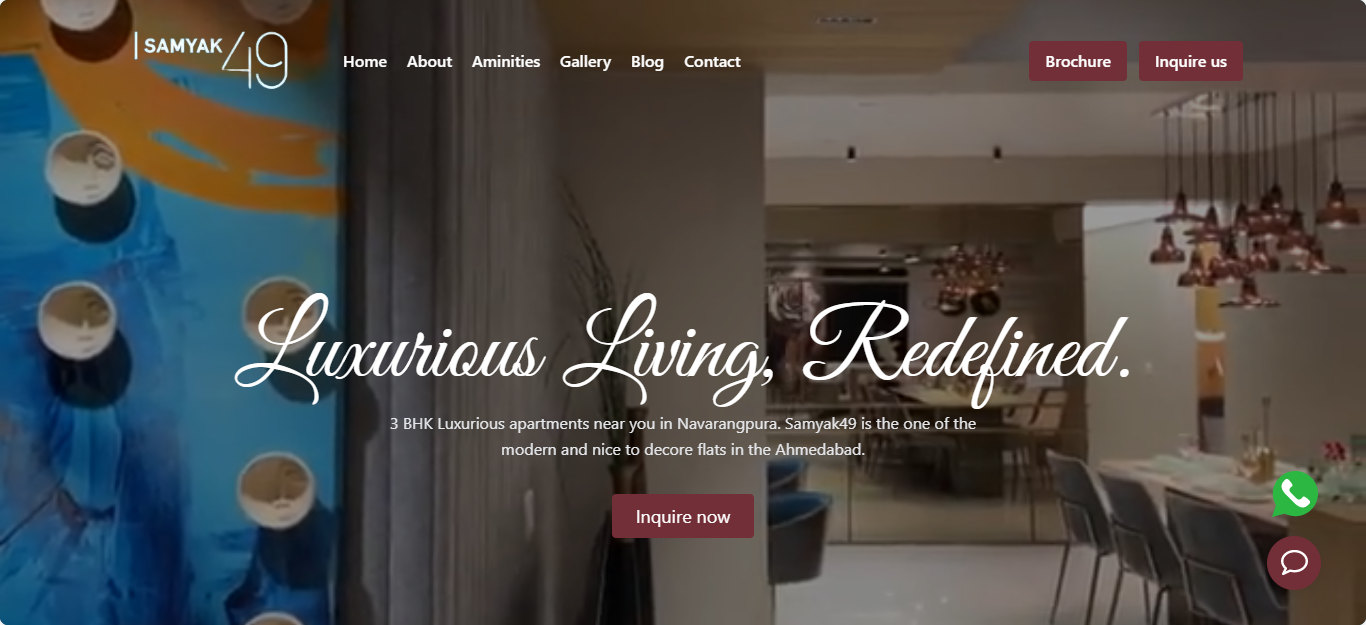 SAMYAK 49
Home About Aminities Gallery Blog Contact
Brochure Inquire us
Luxurious Living, Redefined.
3 BHK Luxurious apartments near you in Navarangpura. Samyak49 is the one of the
modern and nice to decore flats in the Ahmedabad.
Inquire now